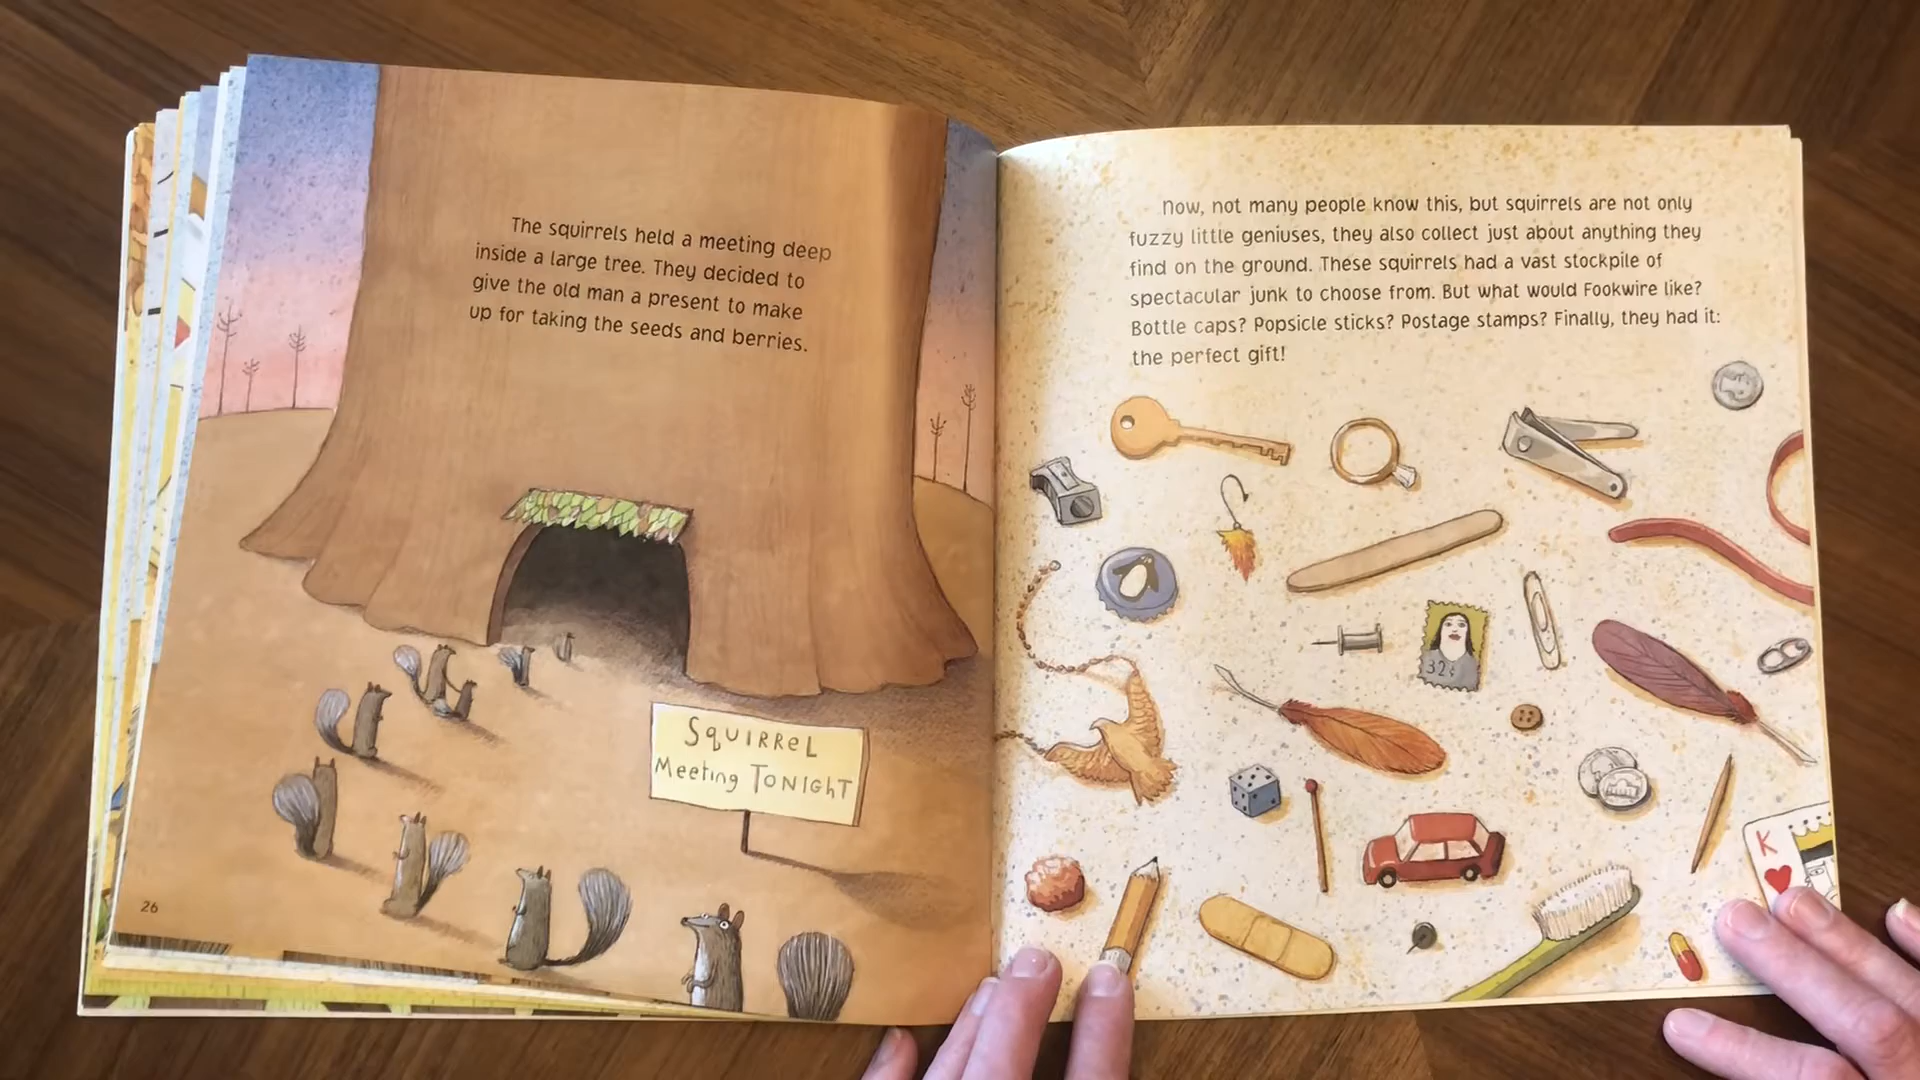 The squirrels held a meeting deep
inside a large tree. They decided to
give the old man a present to make
up for taking the seeds and berries.
SQUIRREL
Meeting TONIGHT
26
Now, not many people know this, but squirrels are not only
fuzzy little geniuses, they also collect just about anything they
find on the ground. These squirrels had a vast stockpile of
spectacular junk to choose from. But what would Fookwire like?
Bottle caps? Popsicle sticks? Postage stamps? Finally, they had it:
the perfect gift!
32¢
K